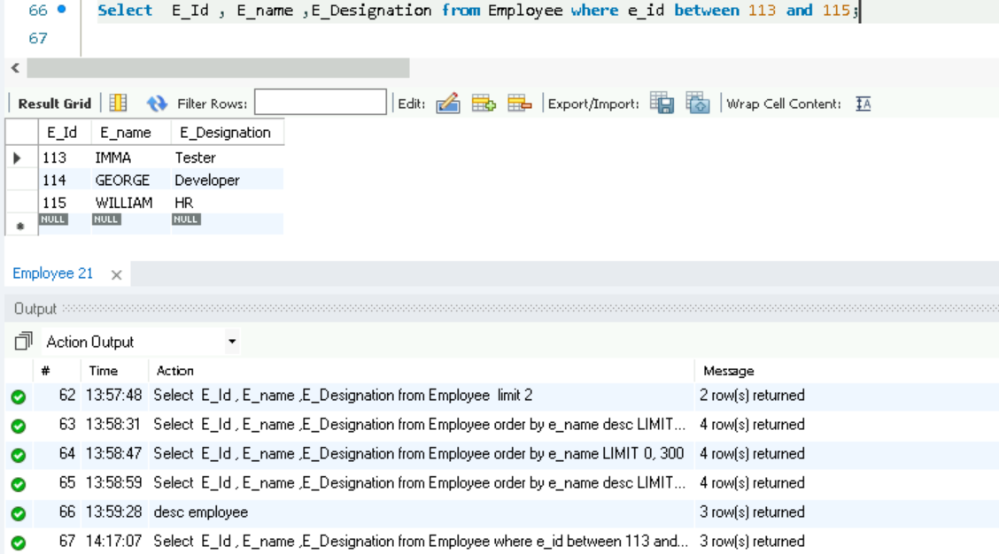 66 Select E_Id , E_name ,E_Designation from Employee where e_id between 113 and 115;
67
Result Grid Filter Rows: Edit: Export/Import: Wrap Cell Content: IA
E_Id E_name E_Designation
113 IMMA Tester
114 GEORGE Developer
115 WILLIAM HR
NULL NULL NULL
Employee 21
Output
Action Output
# Time Action Message
62 13:57:48 Select E_Id , E_name ,E_Designation from Employee limit 2 2 row(s) returned
63 13:58:31 Select E_Id , E_name ,E_Designation from Employee order by e_name desc LIMIT... 4 row(s) returned
64 13:58:47 Select E_Id , E_name ,E_Designation from Employee order by e_name LIMIT 0, 300 4 row(s) returned
65 13:58:59 Select E_Id , E_name ,E_Designation from Employee order by e_name desc LIMIT... 4 row(s) returned
66 13:59:28 desc employee 3 row(s) returned
67 14:17:07 Select E_Id , E_name ,E_Designation from Employee where e_id between 113 and... 3 row(s) returned